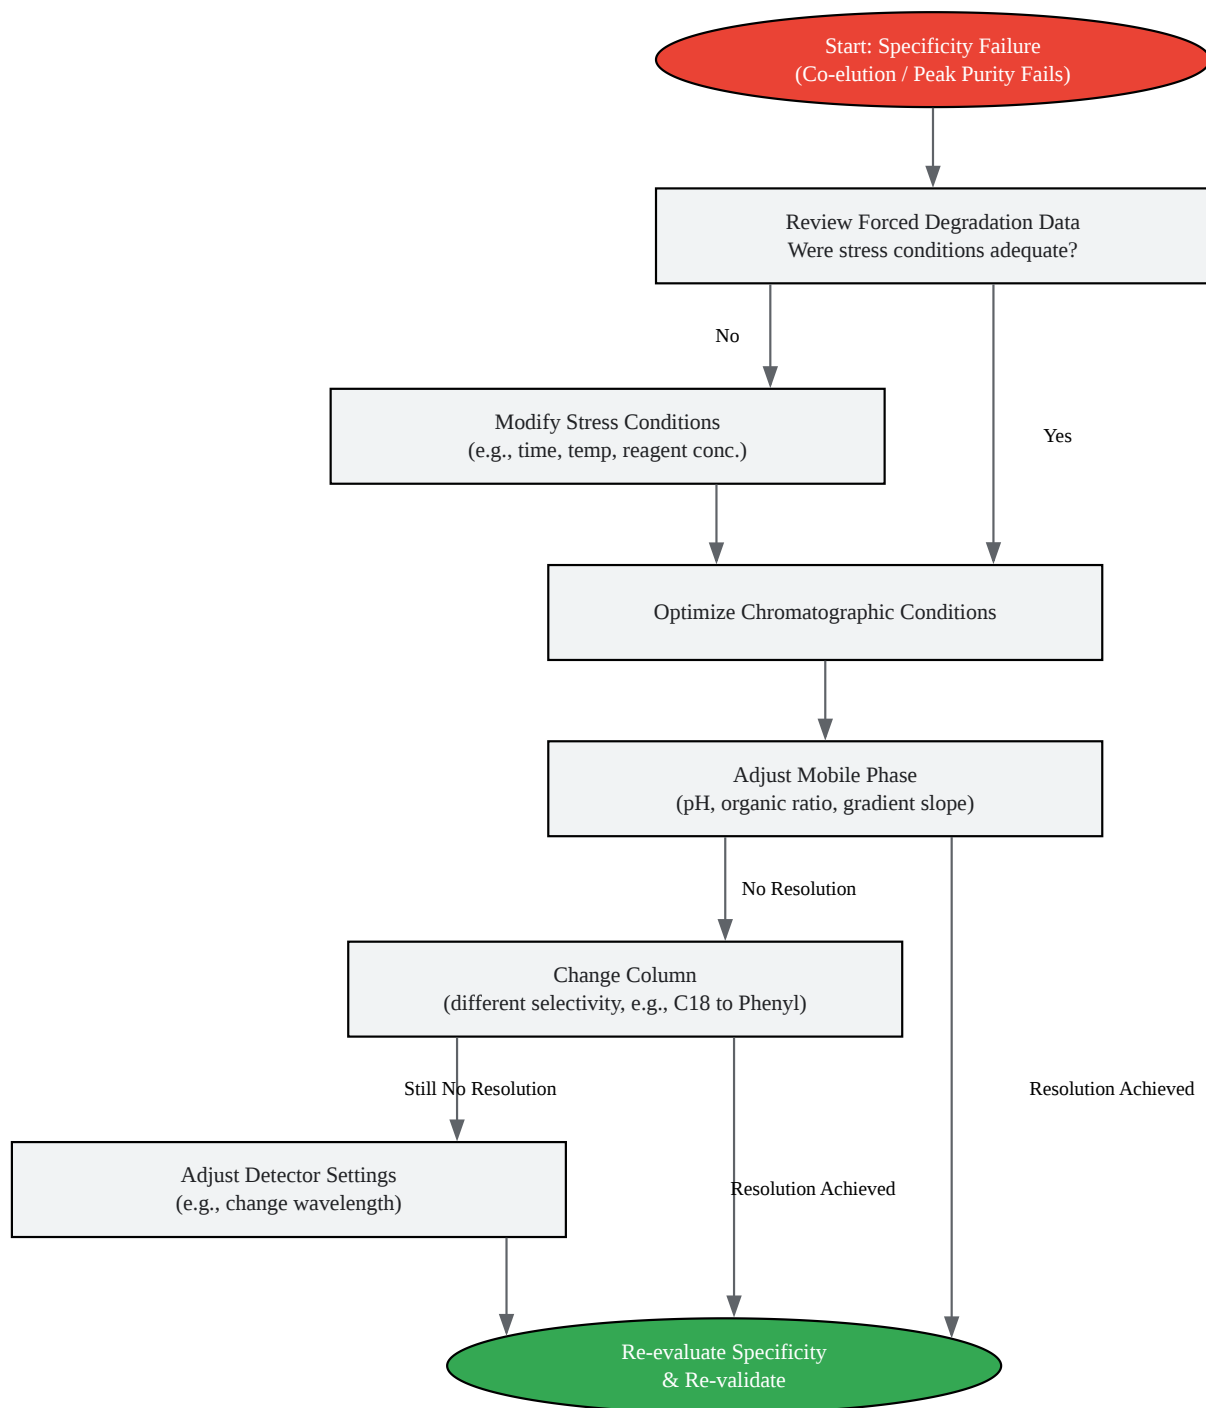 Start: Specificity Failure
(Co-elution / Peak Purity Fails)
Review Forced Degradation Data
Were stress conditions adequate?
No
Yes
Modify Stress Conditions
(e.g., time, temp, reagent conc.)
Optimize Chromatographic Conditions
Adjust Mobile Phase
(pH, organic ratio, gradient slope)
No Resolution
Change Column
(different selectivity, e.g., C18 to Phenyl)
Still No Resolution
Resolution Achieved
Adjust Detector Settings
(e.g., change wavelength)
Resolution Achieved
Re-evaluate Specificity
& Re-validate